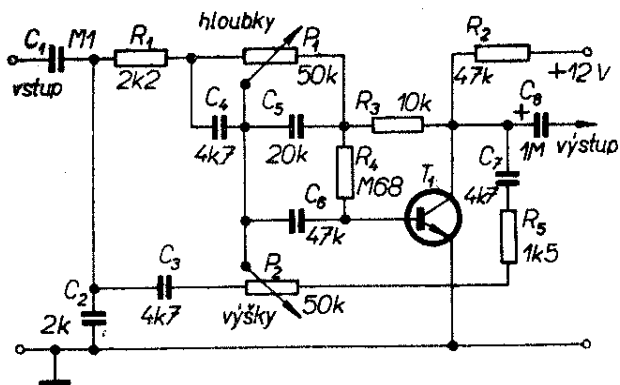 hloubky
C1 M1 R1 P1 R2
vstup 2k2 50k 47k +12V
C4 C5 R3 10k C8
4k7 20k R4 + 1M výstup
M68 T1 C7
C6 4k7
47k R5
P2 1k5
C3
C2 4k7 výšky 50k
2k